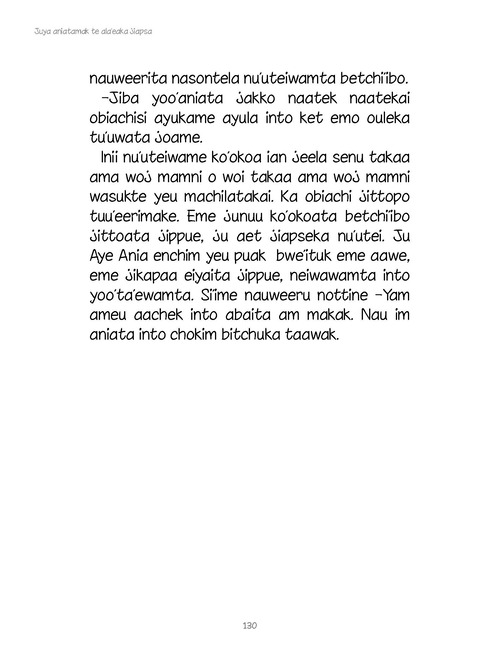 Juya aniatamak te ala'eaka jiapsa
nauweerita nasontela nu'uteiwamta betchi'ibo.
–Jiba yoo'aniata jakko naatek naatekai
obiachisi ayukame ayula into ket emo ouleka
tu'uwata joame.
Inii nu'uteiwame ko'okoa ian jeela senu takaa
ama woj mamni o woi takaa ama woj mamni
wasukte yeu machilatakai. Ka obiachi jittopo
tuu'eerimake. Eme junuu ko'okoata betchi'ibo
jittoata jippue, ju aet jiapseka nu'utei. Ju
Aye Ania enchim yeu puak bwe'ituk eme aawe,
eme jikapaa eiyaita jippue, neiwawamta into
yoo'ta'ewamta. Si'ime nauweeru nottine –Yam
ameu aachek into abaita am makak. Nau im
aniata into chokim bitchuka taawak.
130